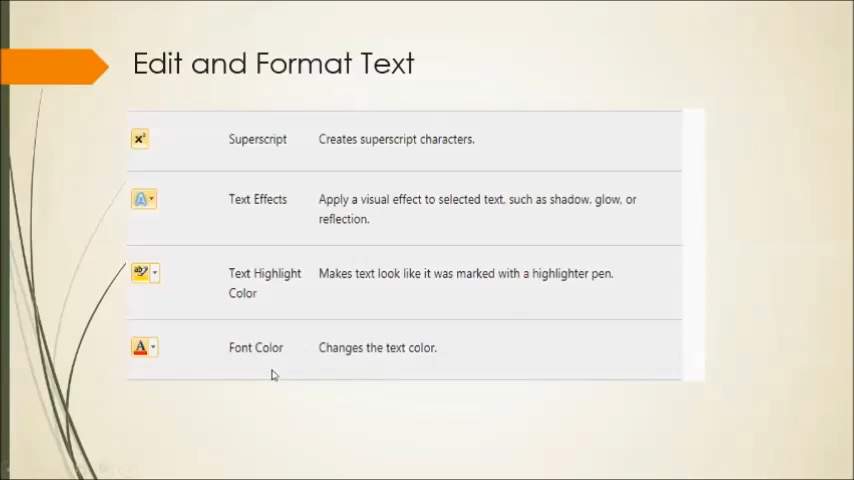 Edit and Format Text
x² Superscript Creates superscript characters.
A Text Effects Apply a visual effect to selected text, such as shadow, glow, or
reflection.
ab Text Highlight Makes text look like it was marked with a highlighter pen.
Color
A Font Color Changes the text color.